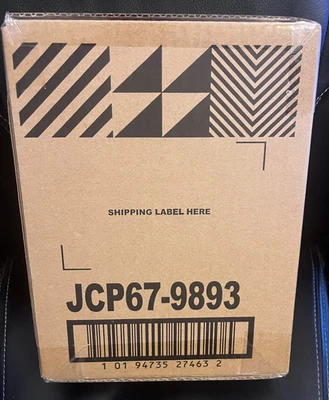 SHIPPING LABEL HERE
JCP67-9893
1 01 94735 27463 2